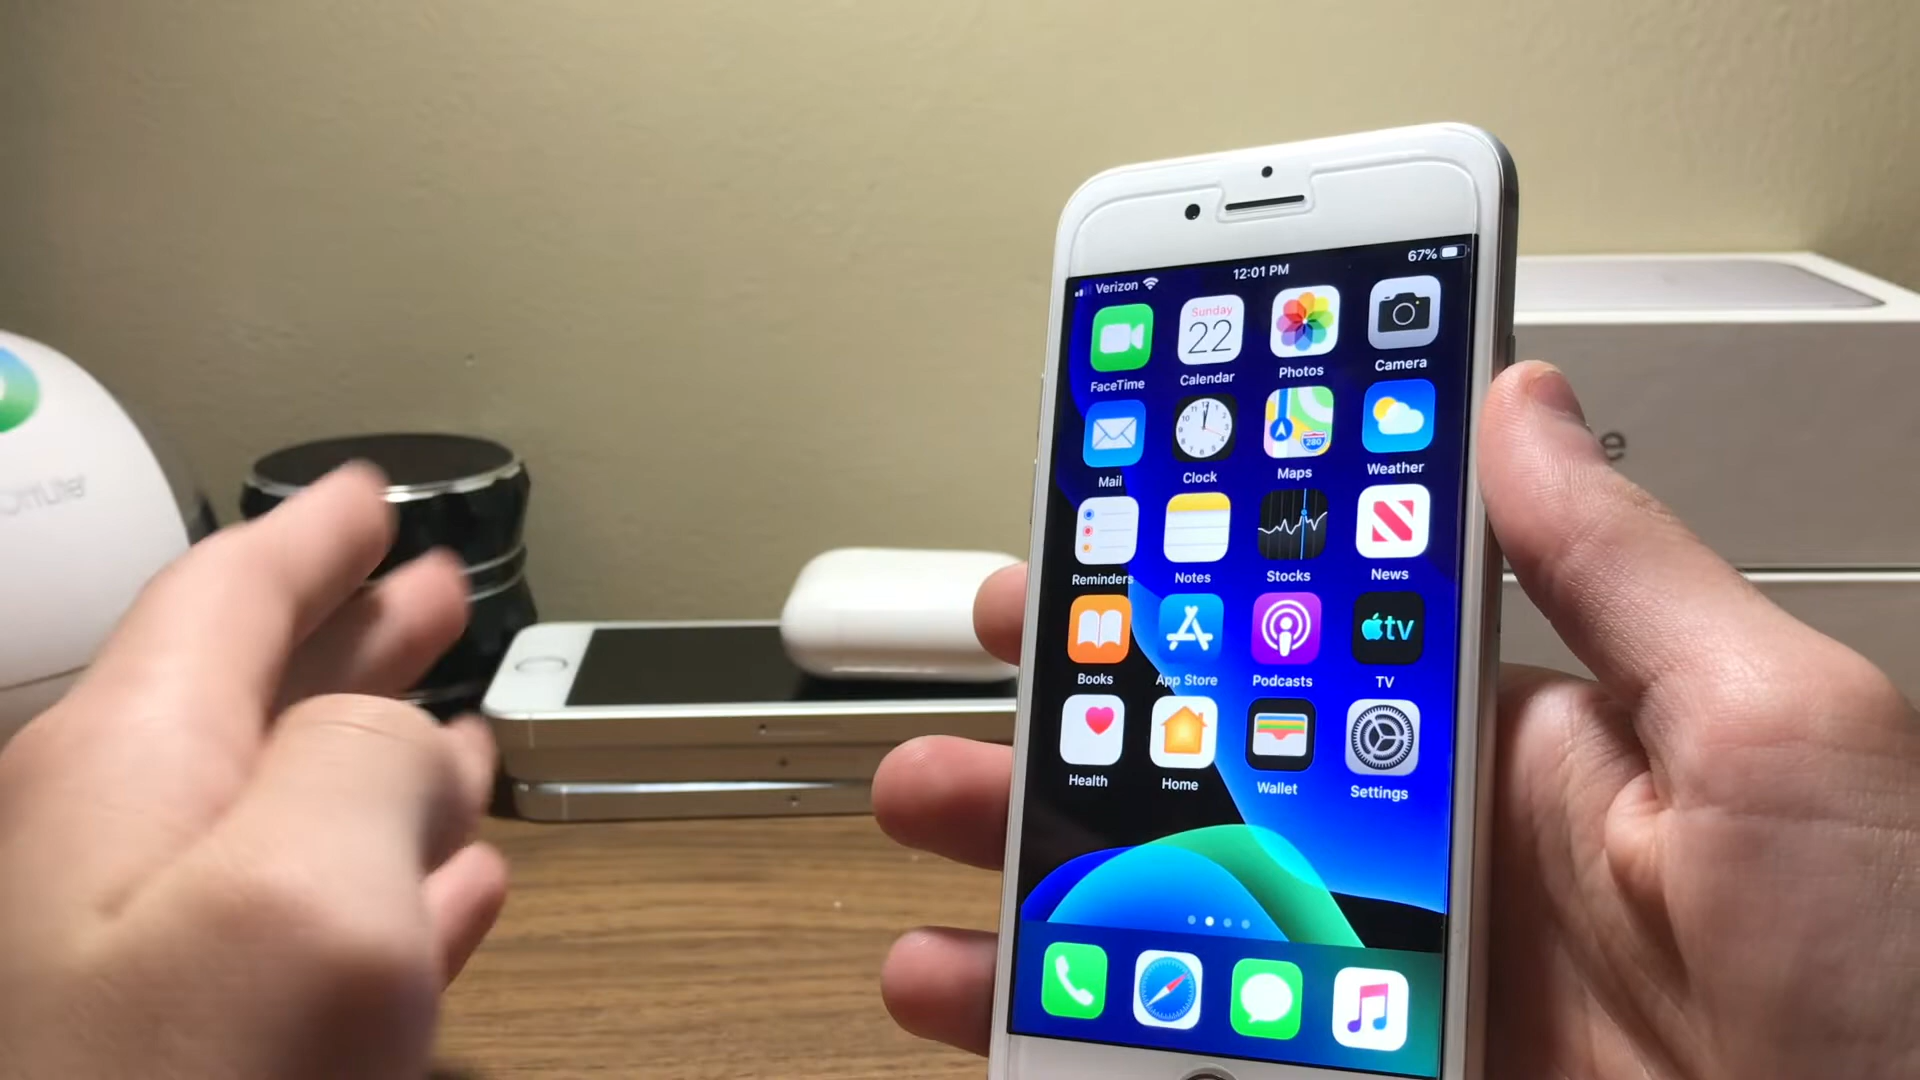 Verizon 12:01 PM 67%
Sunday
22
FaceTime Calendar Photos Camera
280
Mail Clock Maps Weather
Reminders Notes Stocks News
tv
Books App Store Podcasts TV
Health Home Wallet Settings
e